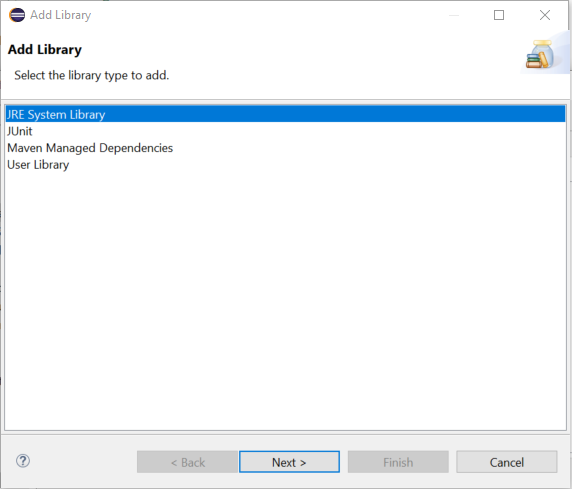 Add Library
Add Library
Select the library type to add.
JRE System Library
JUnit
Maven Managed Dependencies
User Library
? < Back Next > Finish Cancel